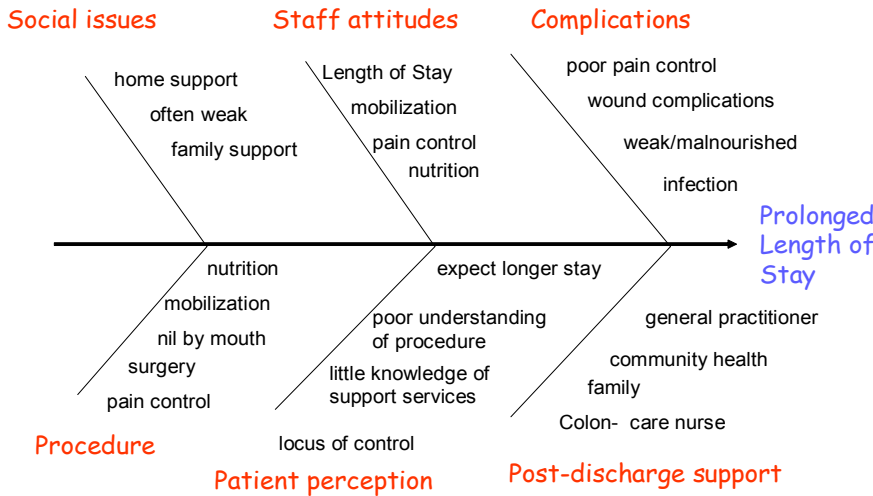 Social issues
Staff attitudes
Complications
home support
often weak
family support
Length of Stay
mobilization
pain control
nutrition
poor pain control
wound complications
weak/malnourished
infection
Prolonged
Length of
Stay
nutrition
mobilization
nil by mouth
surgery
pain control
expect longer stay
poor understanding
of procedure
little knowledge of
support services
locus of control
general practitioner
community health
family
Colon- care nurse
Procedure
Patient perception
Post-discharge support